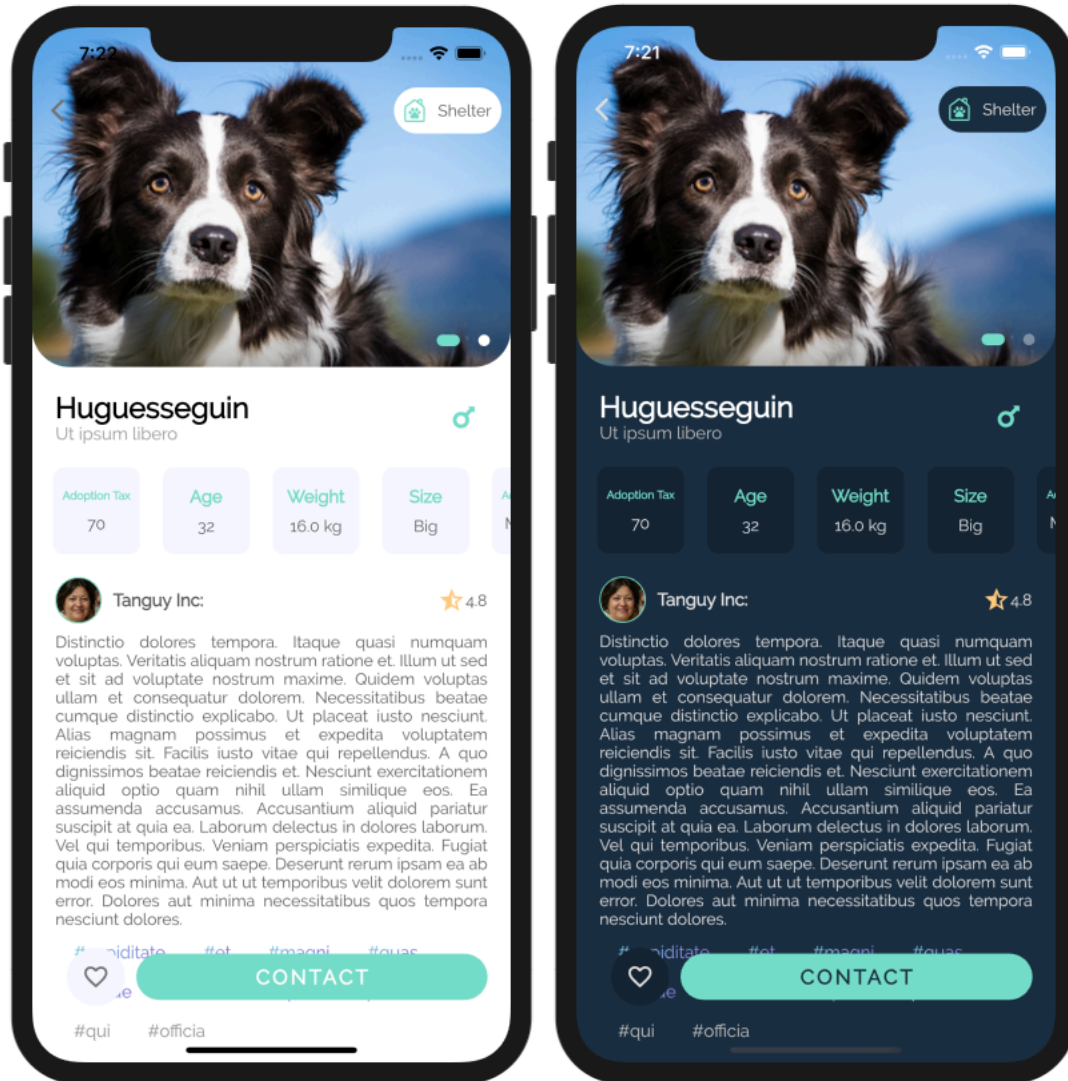 7:22
Shelter
Huguesseguin
Ut ipsum libero
Adoption Tax
Age
Weight
Size
70
32
16.0 kg
Big
Tanguy Inc:
4.8
Distinctio dolores tempora. Itaque quasi numquam
voluptas. Veritatis aliquam nostrum ratione et. Illum ut sed
et sit ad voluptate nostrum maxime. Quidem voluptas
ullam et consequatur dolorem. Necessitatibus beatae
cumque distinctio explicabo. Ut placeat iusto nesciunt.
Alias magnam possimus et expedita voluptatem
reiciendis sit. Facilis iusto vitae qui repellendus. A quo
dignissimos beatae reiciendis et. Nesciunt exercitationem
aliquid optio quam nihil ullam similique eos. Ea
assumenda accusamus. Accusantium aliquid pariatur
suscipit at quia ea. Laborum delectus in dolores laborum.
Vel qui temporibus. Veniam perspiciatis expedita. Fugiat
quia corporis qui eum saepe. Deserunt rerum ipsam ea ab
modi eos minima. Aut ut ut temporibus velit dolorem sunt
error. Dolores aut minima necessitatibus quos tempora
nesciunt dolores.
#et #magni #quas
CONTACT
#qui #officia
7:21
Shelter
Huguesseguin
Ut ipsum libero
Adoption Tax
Age
Weight
Size
70
32
16.0 kg
Big
Tanguy Inc:
4.8
Distinctio dolores tempora. Itaque quasi numquam
voluptas. Veritatis aliquam nostrum ratione et. Illum ut sed
et sit ad voluptate nostrum maxime. Quidem voluptas
ullam et consequatur dolorem. Necessitatibus beatae
cumque distinctio explicabo. Ut placeat iusto nesciunt.
Alias magnam possimus et expedita voluptatem
reiciendis sit. Facilis iusto vitae qui repellendus. A quo
dignissimos beatae reiciendis et. Nesciunt exercitationem
aliquid optio quam nihil ullam similique eos. Ea
assumenda accusamus. Accusantium aliquid pariatur
suscipit at quia ea. Laborum delectus in dolores laborum.
Vel qui temporibus. Veniam perspiciatis expedita. Fugiat
quia corporis qui eum saepe. Deserunt rerum ipsam ea ab
modi eos minima. Aut ut ut temporibus velit dolorem sunt
error. Dolores aut minima necessitatibus quos tempora
nesciunt dolores.
#et #magni #quas
CONTACT
#qui #officia